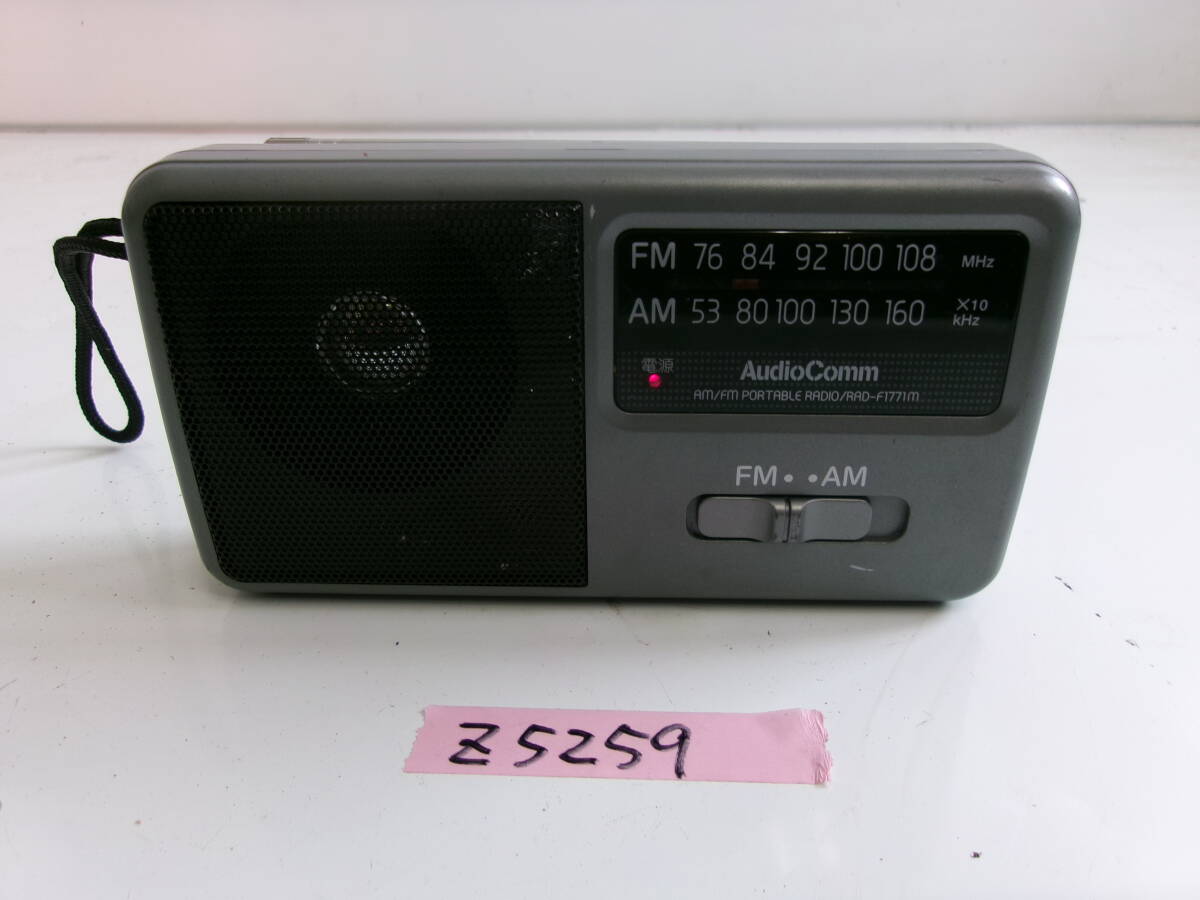 FM 76 84 92 100 108 MHz
AM 53 80 100 130 160 ×10 kHz
電源
AudioComm
AM/FM PORTABLE RADIO/RAD-F1771M
FM • • AM
Z5259